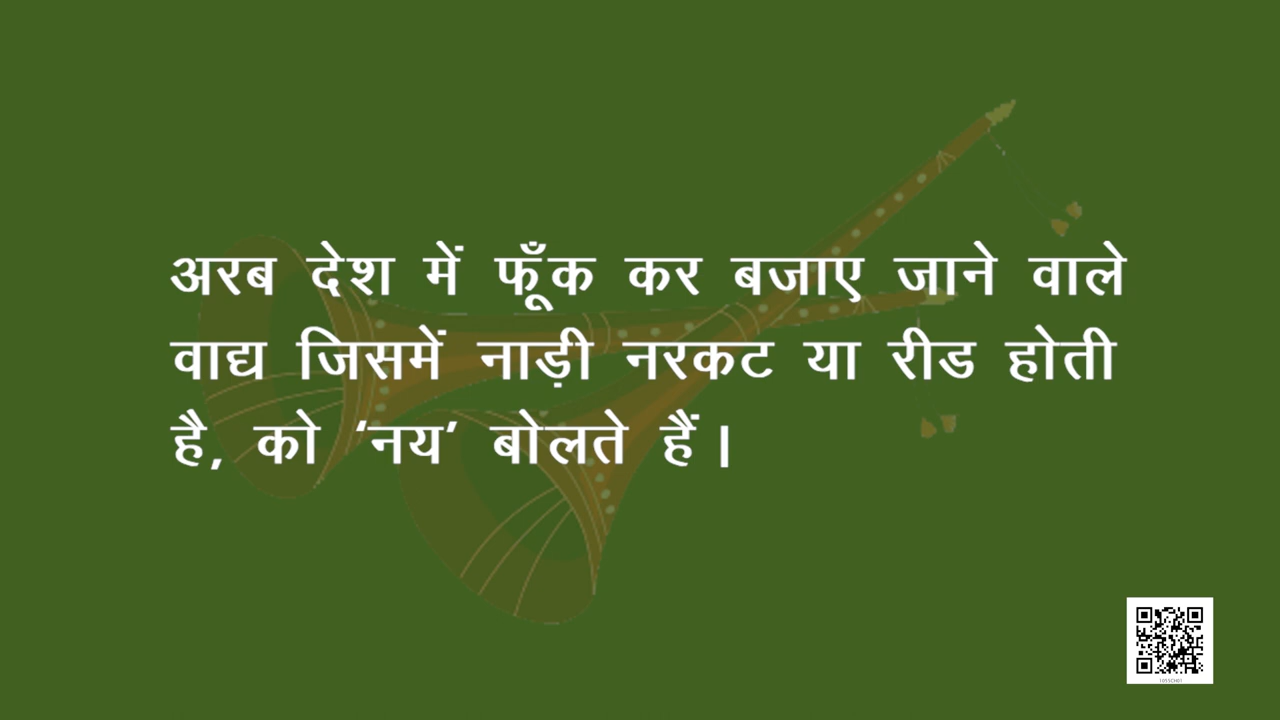 अरब देश में फूँक कर बजाए जाने वाले
वाद्य जिसमें नाड़ी नरकट या रीड होती
है, को ‘नय’ बोलते हैं।